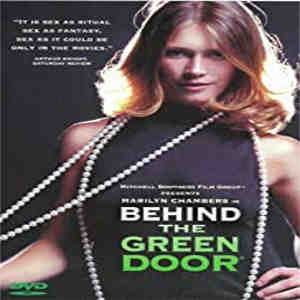 "IT IS SEX AS RITUAL
SEX AS FANTASY,
SEX AS IT COULD BE
ONLY IN THE MOVIES."
ARTHUR KNIGHT,
SATURDAY REVIEW
MITCHELL BROTHERS FILM GROUP
PRESENTS
MARILYN CHAMBERS IN
BEHIND
THE
GREEN
DOOR
DVD